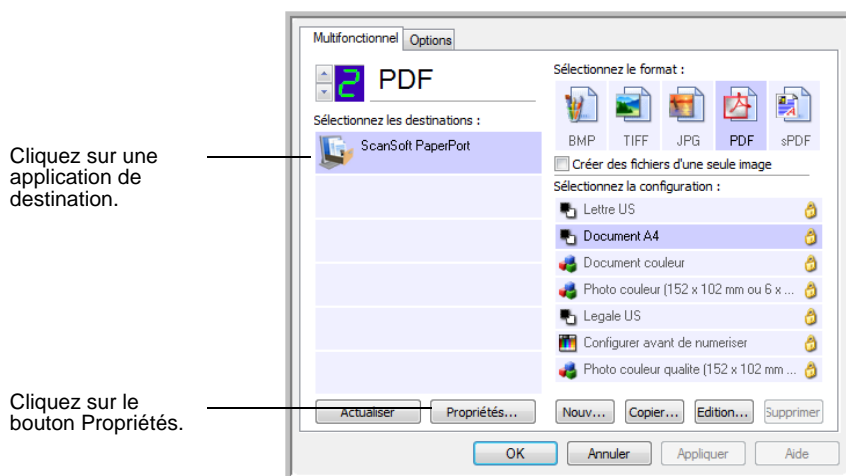 Multifonctionnel Options
2 PDF
Sélectionnez les destinations :
ScanSoft PaperPort
Sélectionnez le format :
BMP TIFF JPG PDF sPDF
Créer des fichiers d'une seule image
Sélectionnez la configuration :
Lettre US
Document A4
Document couleur
Photo couleur (152 x 102 mm ou 6 x ...
Legale US
Configurer avant de numeriser
Photo couleur qualite (152 x 102 mm ...
Cliquez sur une
application de
destination.
Cliquez sur le
bouton Propriétés.
Actualiser Propriétés... Nouv... Copier... Edition... Supprimer
OK Annuler Appliquer Aide